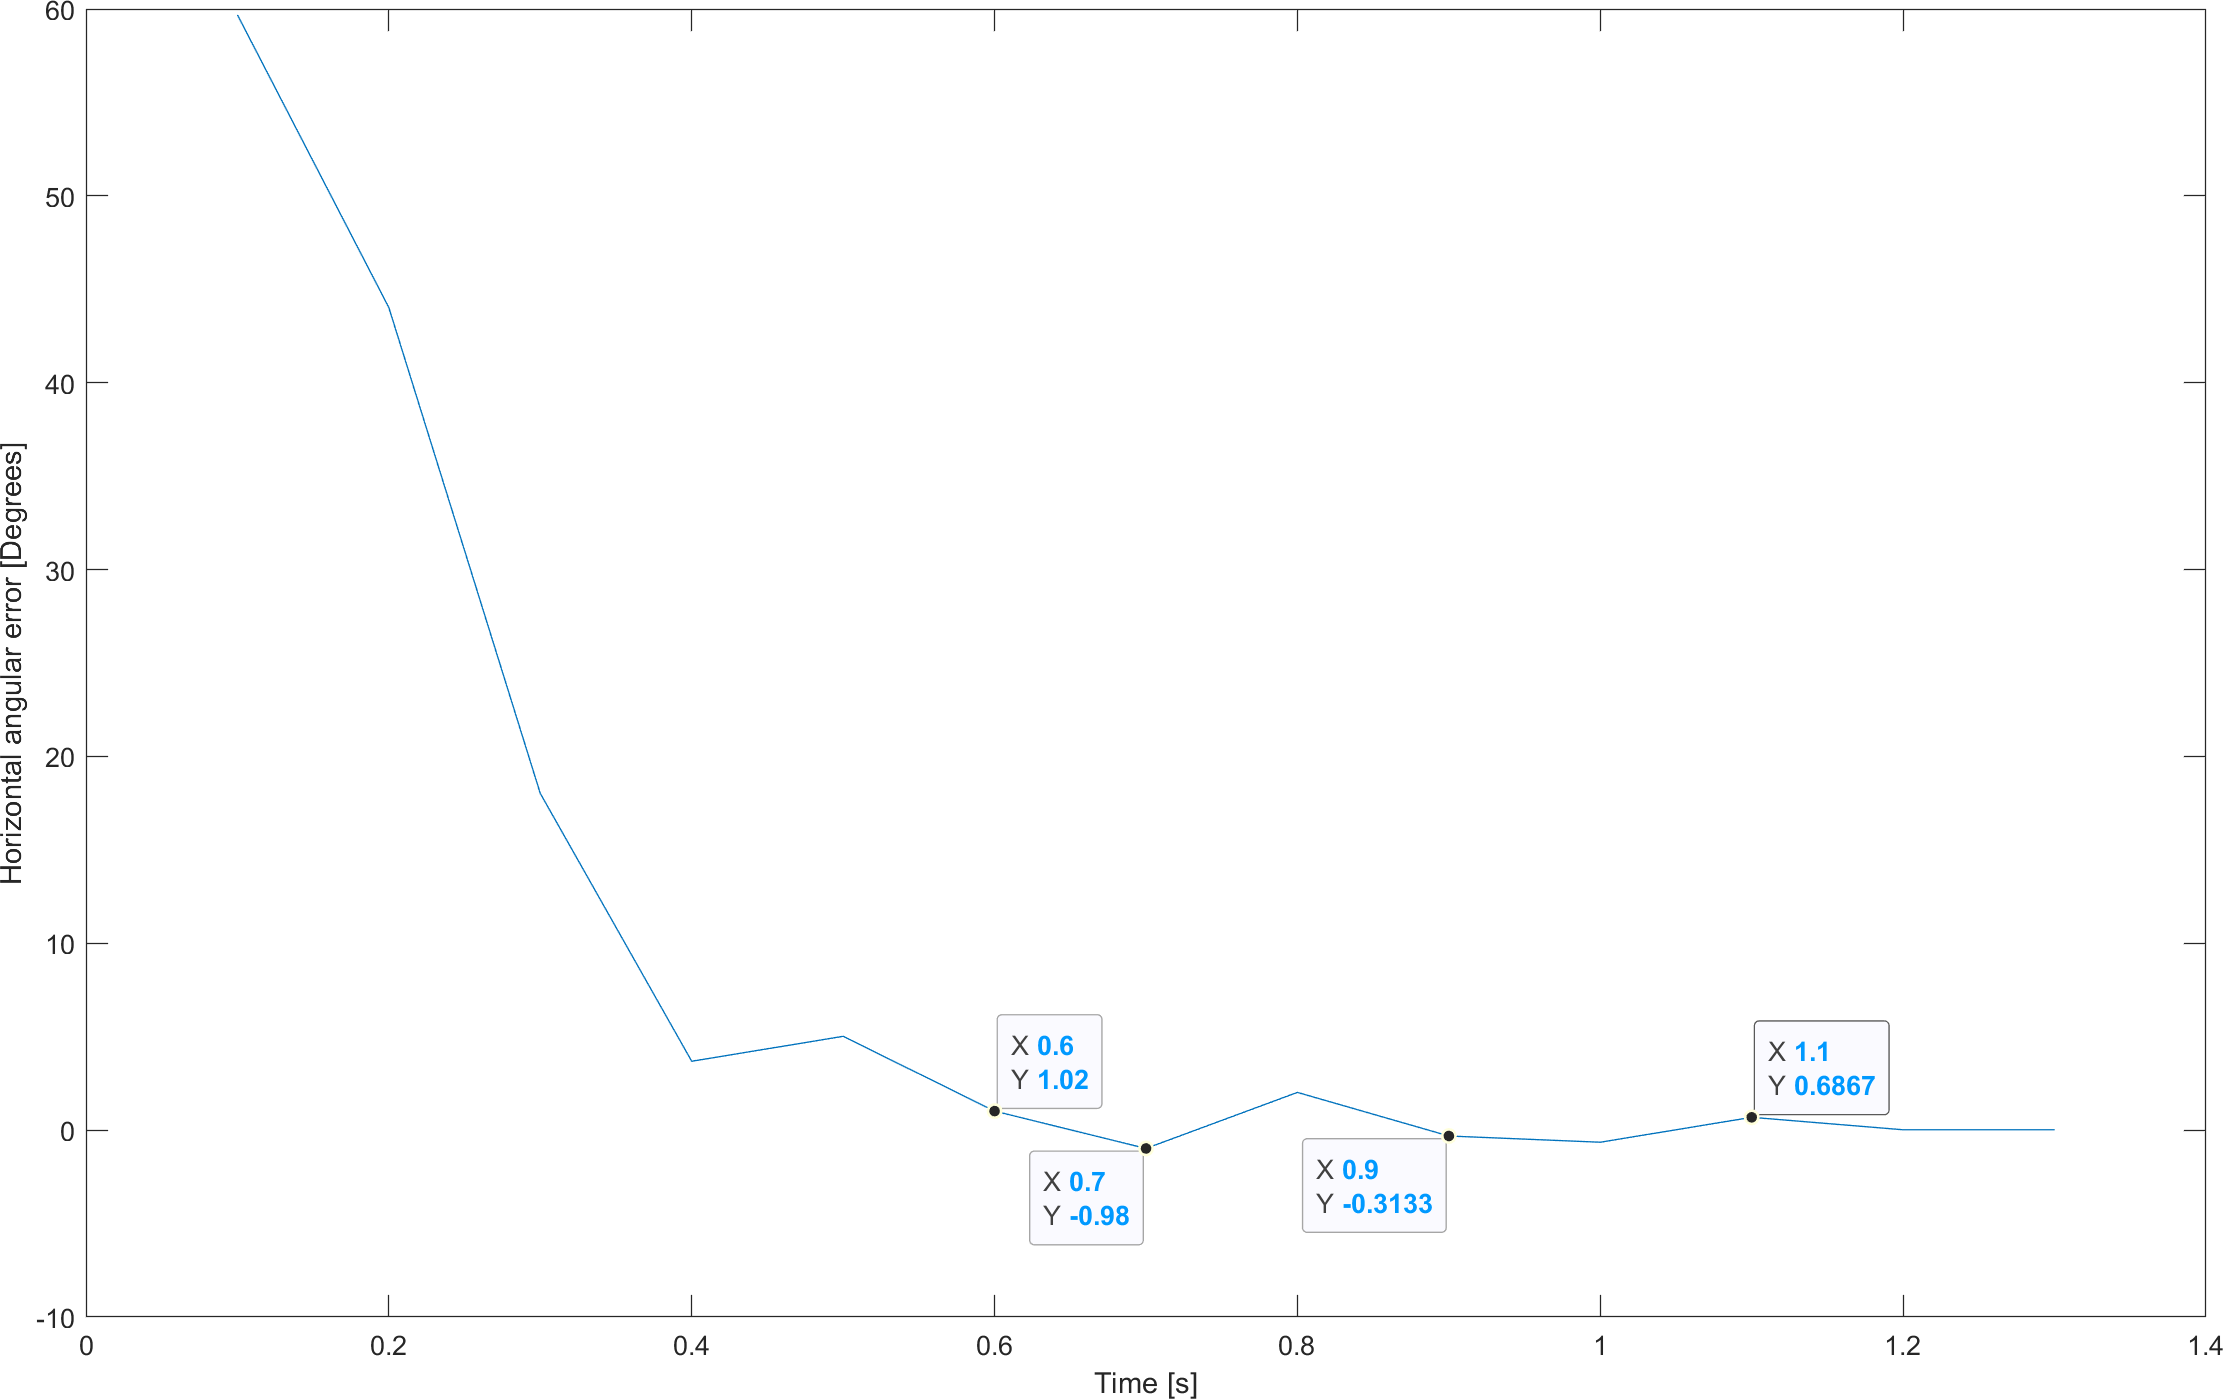 60
50
40
30
20
10
0
-10
Horizontal angular error [Degrees]
X 0.6
Y 1.02
X 0.7
Y -0.98
X 0.9
Y -0.3133
X 1.1
Y 0.6867
0
0.2
0.4
0.6
0.8
1
1.2
1.4
Time [s]